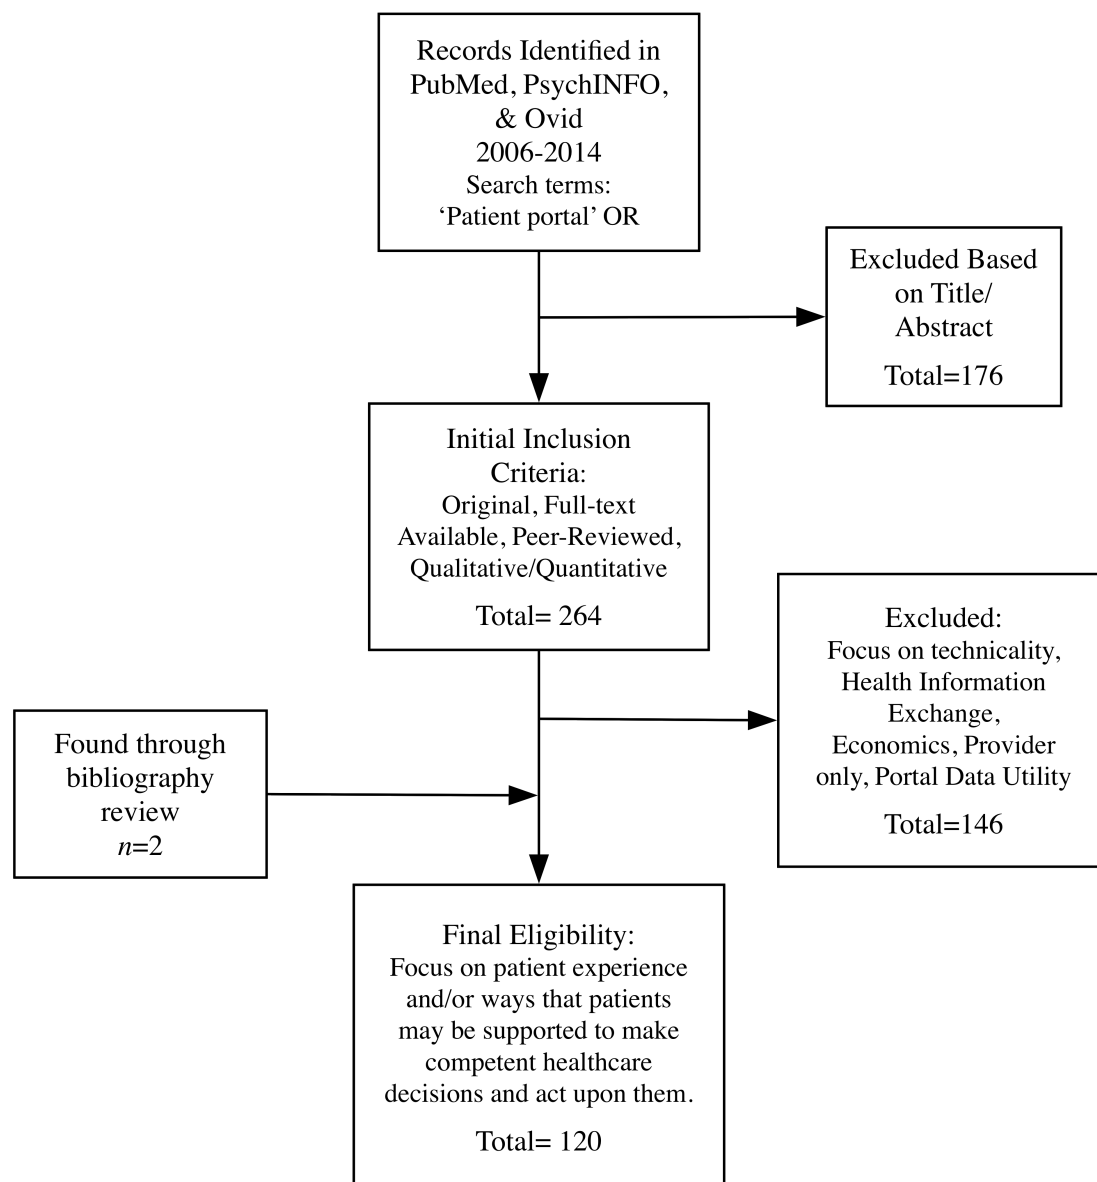 Records Identified in
PubMed, PsychINFO,
& Ovid
2006-2014
Search terms:
‘Patient portal’ OR
Excluded Based
on Title/
Abstract
Total=176
Initial Inclusion
Criteria:
Original, Full-text
Available, Peer-Reviewed,
Qualitative/Quantitative
Total= 264
Excluded:
Focus on technicality,
Health Information
Exchange,
Economics, Provider
only, Portal Data Utility
Total=146
Found through
bibliography
review
n=2
Final Eligibility:
Focus on patient experience
and/or ways that patients
may be supported to make
competent healthcare
decisions and act upon them.
Total= 120